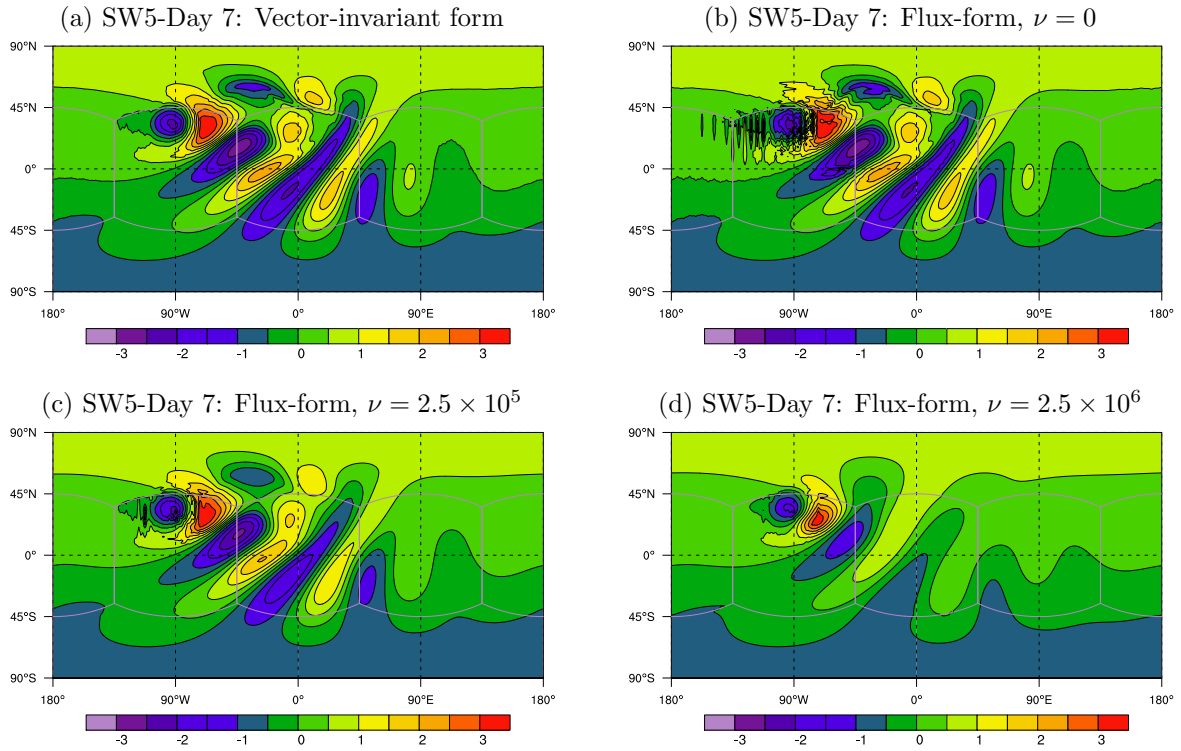 (a) SW5-Day 7: Vector-invariant form
90°N
45°N
0°
45°S
90°S
180° 90°W 0° 90°E 180°
-3 -2 -1 0 1 2 3
(b) SW5-Day 7: Flux-form, ν = 0
90°N
45°N
0°
45°S
90°S
180° 90°W 0° 90°E 180°
-3 -2 -1 0 1 2 3
(c) SW5-Day 7: Flux-form, ν = 2.5 × 10⁵
90°N
45°N
0°
45°S
90°S
180° 90°W 0° 90°E 180°
-3 -2 -1 0 1 2 3
(d) SW5-Day 7: Flux-form, ν = 2.5 × 10⁶
90°N
45°N
0°
45°S
90°S
180° 90°W 0° 90°E 180°
-3 -2 -1 0 1 2 3